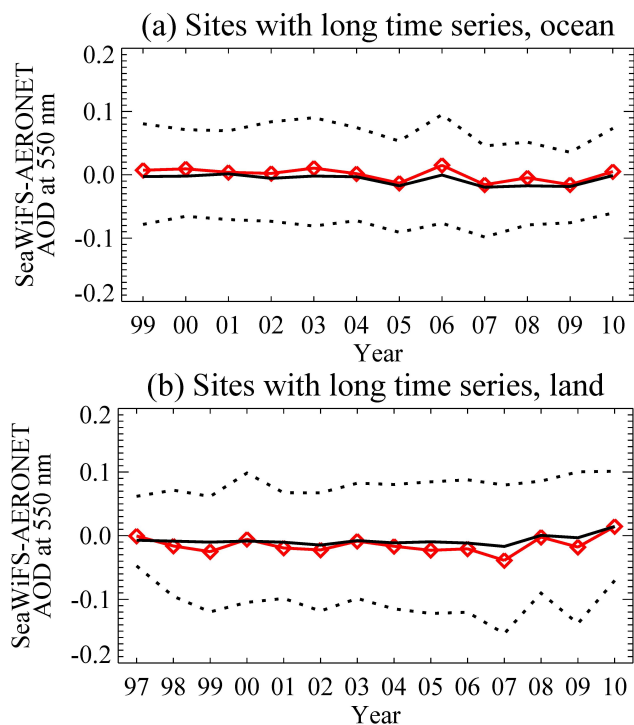 (a) Sites with long time series, ocean
SeaWiFS-AERONET
AOD at 550 nm
0.2
0.1
0.0
-0.1
-0.2
99 00 01 02 03 04 05 06 07 08 09 10
Year
(b) Sites with long time series, land
SeaWiFS-AERONET
AOD at 550 nm
0.2
0.1
0.0
-0.1
-0.2
97 98 99 00 01 02 03 04 05 06 07 08 09 10
Year